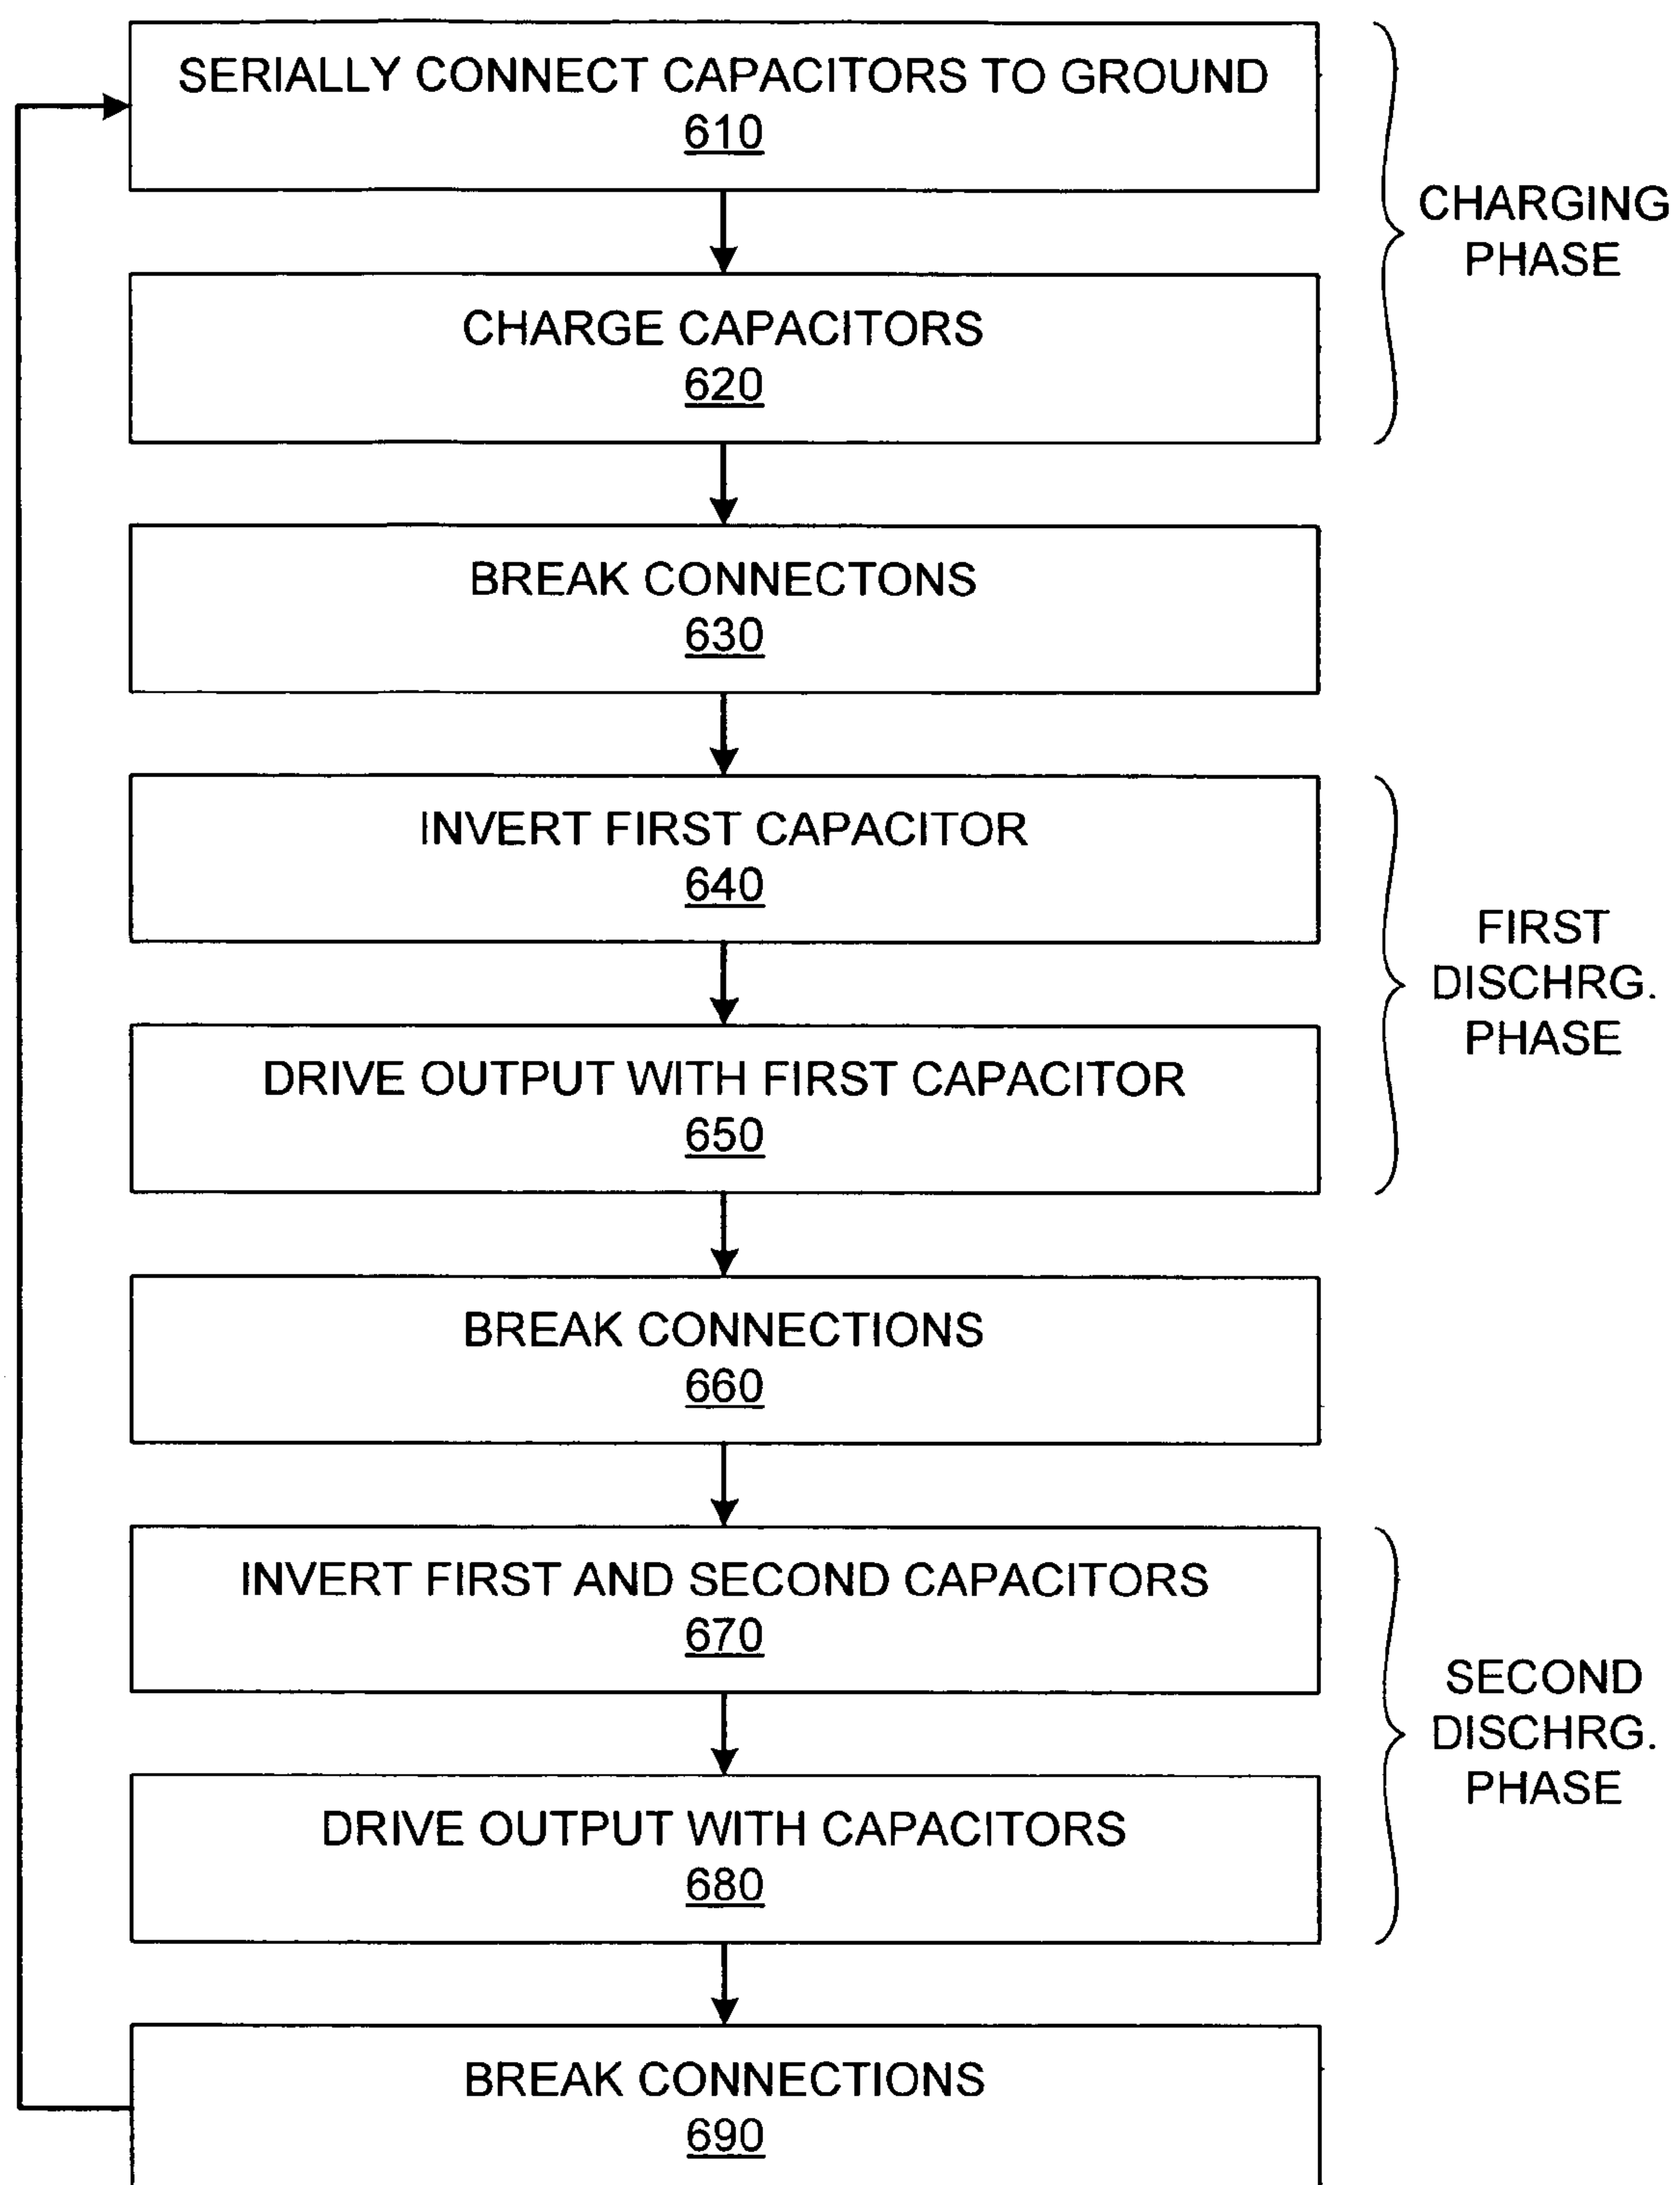 SERIALLY CONNECT CAPACITORS TO GROUND
610
CHARGE CAPACITORS
620
CHARGING
PHASE
BREAK CONNECTONS
630
INVERT FIRST CAPACITOR
640
DRIVE OUTPUT WITH FIRST CAPACITOR
650
FIRST
DISCHRG.
PHASE
BREAK CONNECTIONS
660
INVERT FIRST AND SECOND CAPACITORS
670
DRIVE OUTPUT WITH CAPACITORS
680
SECOND
DISCHRG.
PHASE
BREAK CONNECTIONS
690